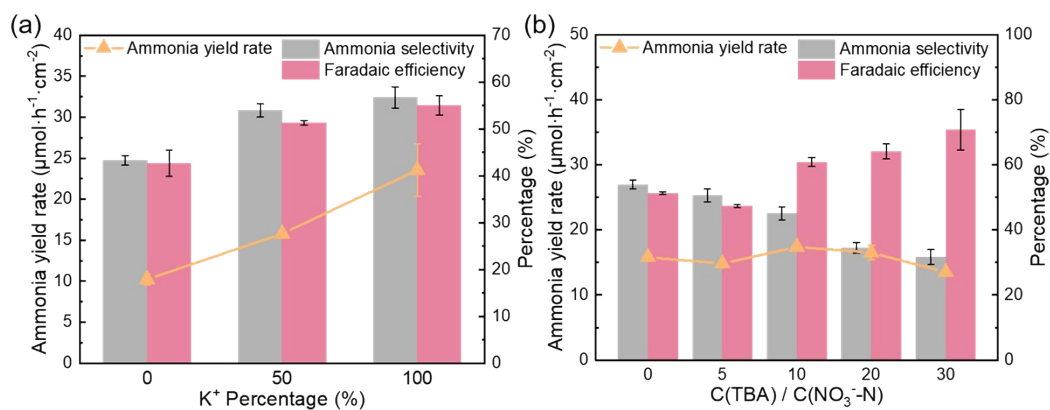 (a)
Ammonia yield rate
Ammonia selectivity
Faradaic efficiency
Ammonia yield rate (μmol·h⁻¹·cm⁻²)
40
35
30
25
20
15
10
5
0
70
60
50
40
30
20
10
0
Percentage (%)
0 50 100
K⁺ Percentage (%)
(b)
Ammonia yield rate
Ammonia selectivity
Faradaic efficiency
Ammonia yield rate (μmol·h⁻¹·cm⁻²)
50
40
30
20
10
0
100
80
60
40
20
0
Percentage (%)
0 5 10 20 30
C(TBA) / C(NO₃⁻-N)